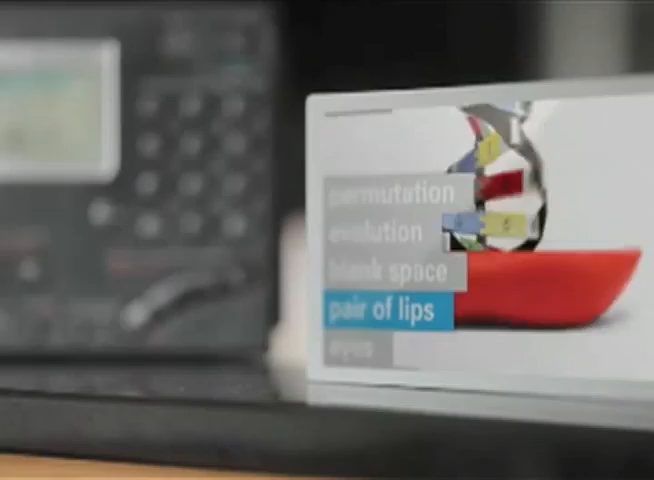 permutation
evolution
blank space
pair of lips
eyes